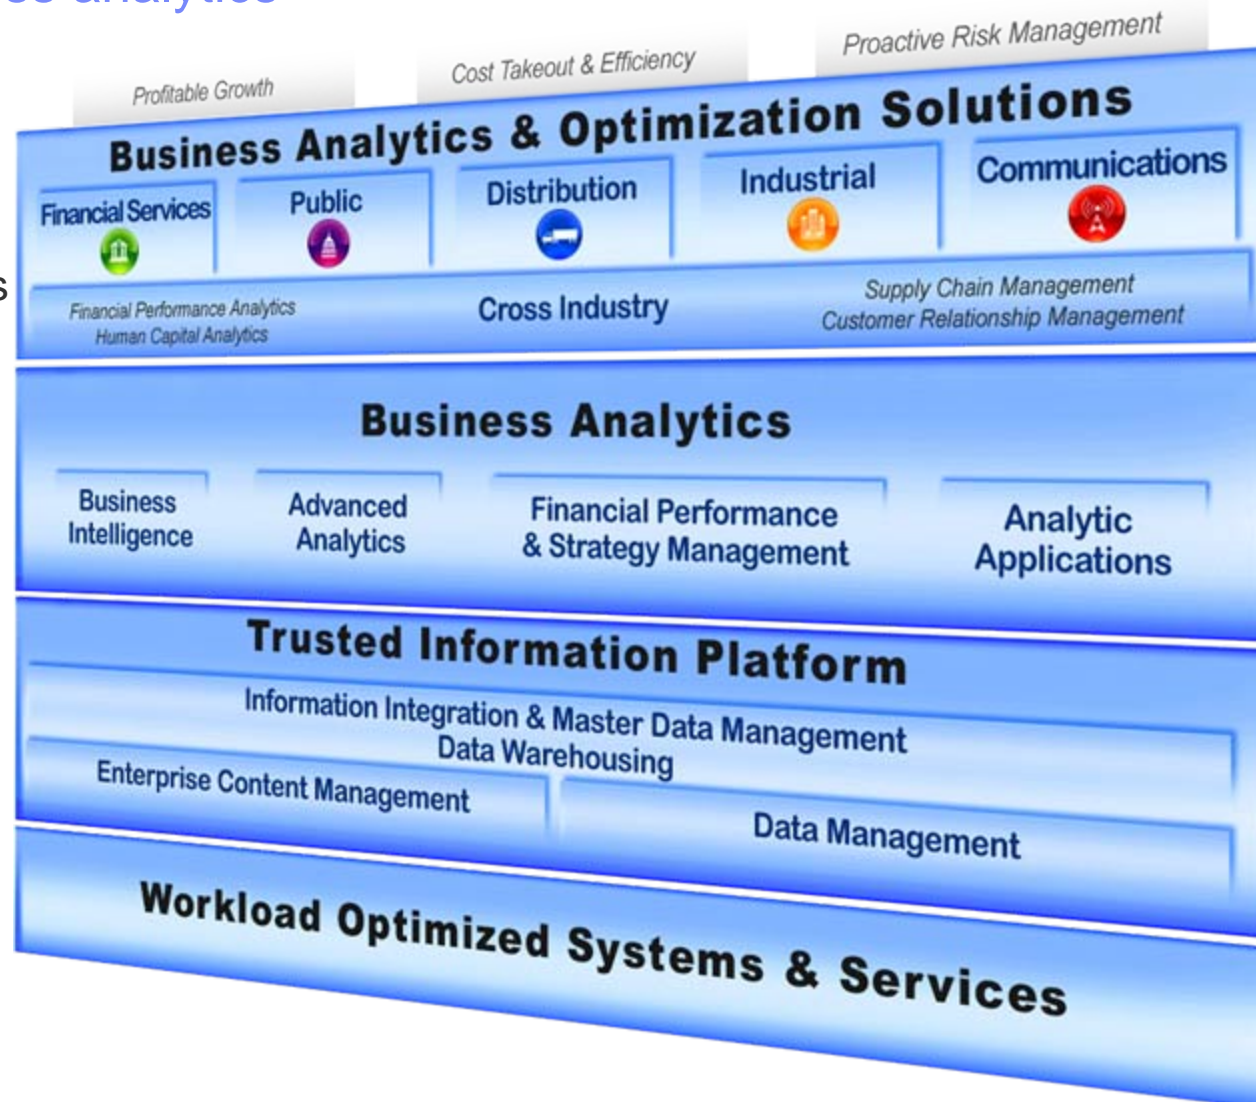 analytics
Profitable Growth
Cost Takeout & Efficiency
Proactive Risk Management
Business Analytics & Optimization Solutions
Financial Services
Public
Distribution
Industrial
Communications
s
Financial Performance Analytics
Human Capital Analytics
Cross Industry
Supply Chain Management
Customer Relationship Management
Business Analytics
Business
Intelligence
Advanced
Analytics
Financial Performance
& Strategy Management
Analytic
Applications
Trusted Information Platform
Information Integration & Master Data Management
Data Warehousing
Enterprise Content Management
Data Management
Workload Optimized Systems & Services